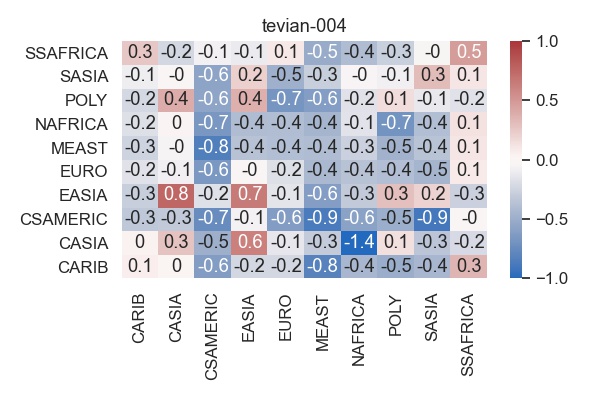 tevian-004
SSAFRICA 0.3 -0.2 -0.1 -0.1 0.1 -0.5 -0.4 -0.3 -0 0.5
SASIA -0.1 -0 -0.6 0.2 -0.5 -0.3 -0 -0.1 0.3 0.1
POLY -0.2 0.4 -0.6 0.4 -0.7 -0.6 -0.2 0.1 -0.1 -0.2
NAFRICA -0.2 0 -0.7 -0.4 -0.4 -0.4 -0.1 -0.7 -0.4 0.1
MEAST -0.3 -0 -0.8 -0.4 -0.4 -0.4 -0.3 -0.5 -0.4 0.1
EURO -0.2 -0.1 -0.6 -0 -0.2 -0.4 -0.4 -0.4 -0.5 0.1
EASIA -0.3 0.8 -0.2 0.7 -0.1 -0.6 -0.3 0.3 0.2 -0.3
CSAMERIC -0.3 -0.3 -0.7 -0.1 -0.6 -0.9 -0.6 -0.5 -0.9 -0
CASIA 0 0.3 -0.5 0.6 -0.1 -0.3 -1.4 0.1 -0.3 -0.2
CARIB 0.1 0 -0.6 -0.2 -0.2 -0.8 -0.4 -0.5 -0.4 0.3
CARIB CASIA CSAMERIC EASIA EURO MEAST NAFRICA POLY SASIA SSAFRICA
1.0
0.5
0.0
−0.5
−1.0